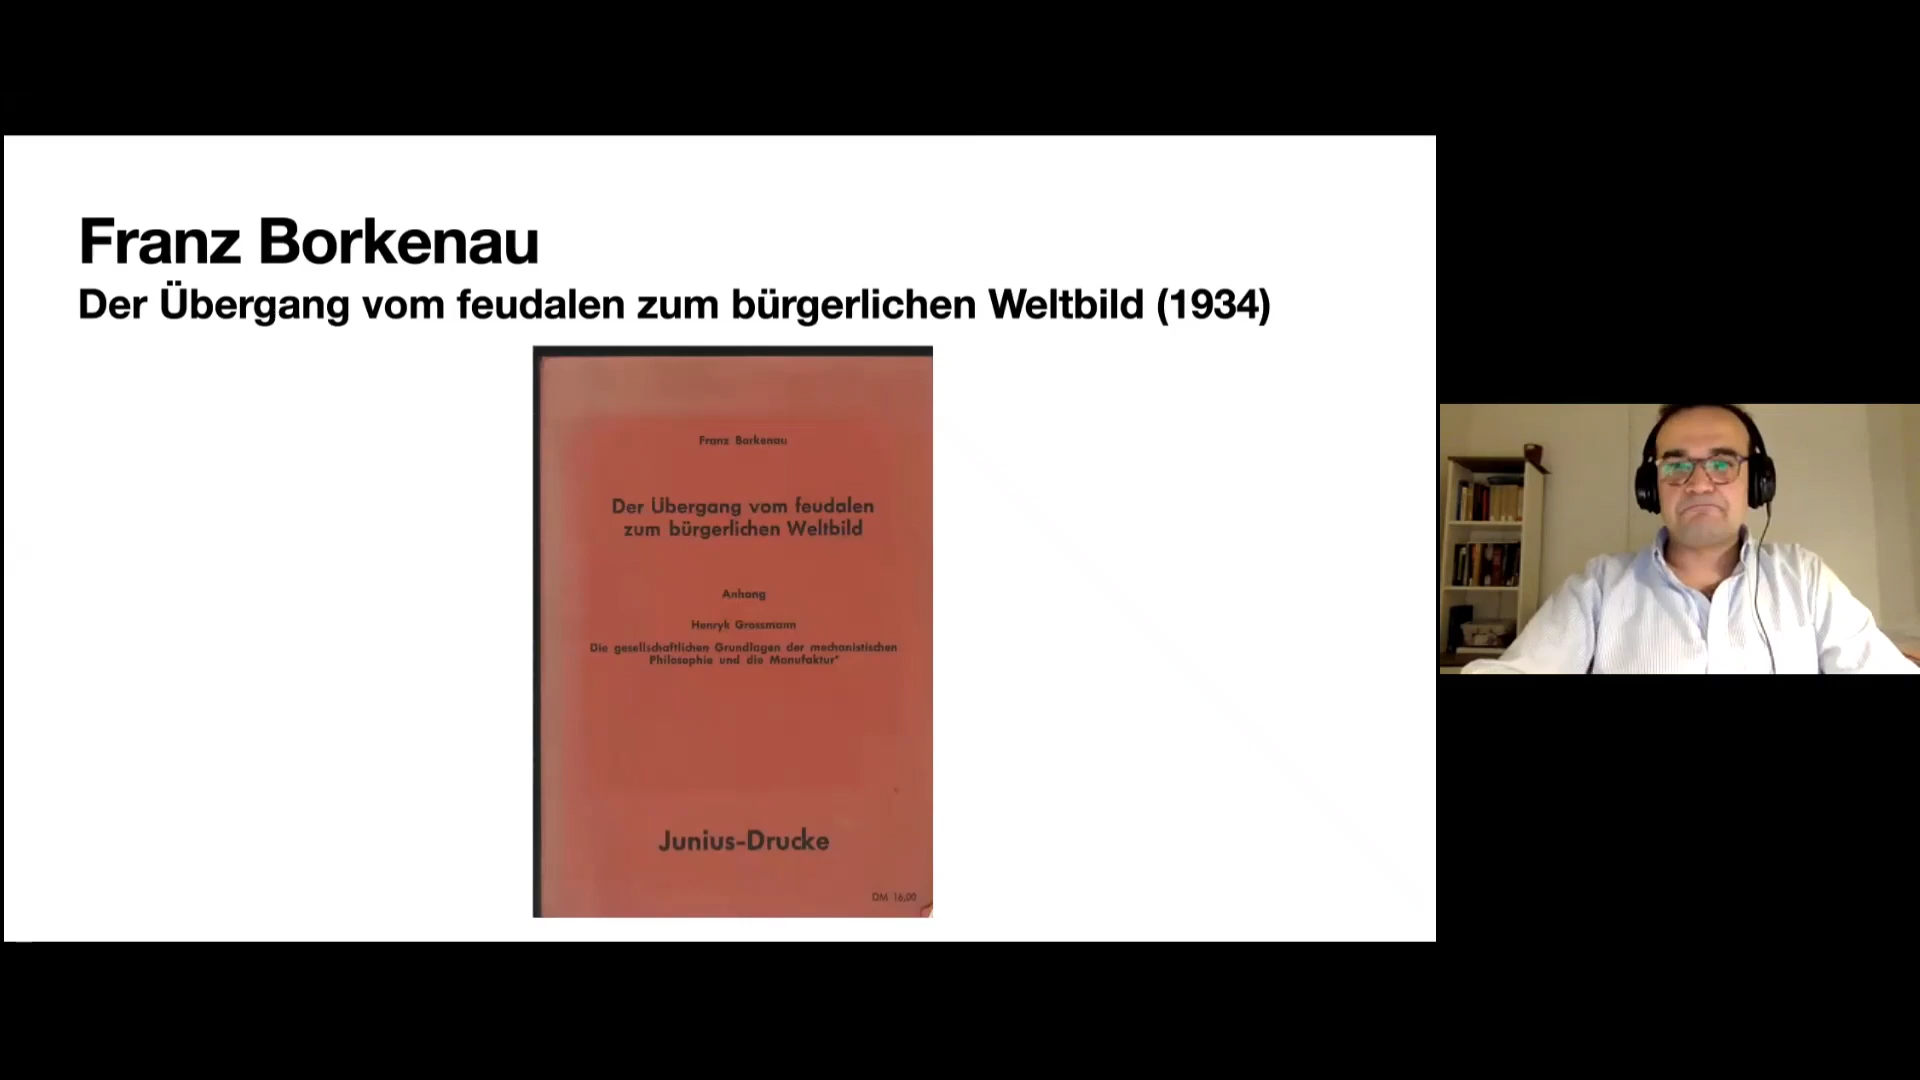 Franz Borkenau
Der Übergang vom feudalen zum bürgerlichen Weltbild (1934)
Franz Borkenau
Der Übergang vom feudalen
zum bürgerlichen Weltbild
Anhang
Henryk Grossmann
Die gesellschaftlichen Grundlagen der mechanistischen
Philosophie und die Manufaktur"
Junius-Drucke
DM 16,00